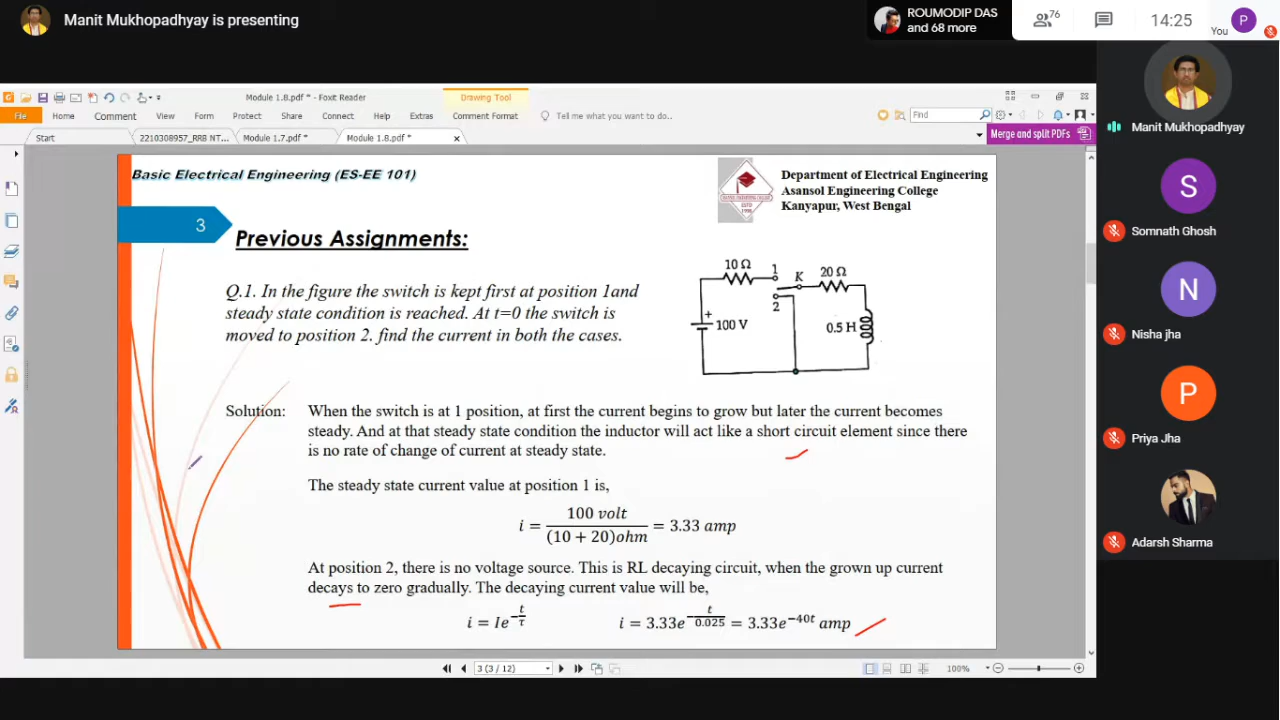 Manit Mukhopadhyay is presenting
ROUMODIP DAS
and 68 more
76
14:25
You
P
Module 1.8.pdf * - Foxit Reader
Drawing Tool
File
Home
Comment
View
Form
Protect
Share
Connect
Help
Extras
Comment Format
Tell me what you want to do..
Find
Start
2210308957_RRB NT...
Module 1.7.pdf *
Module 1.8.pdf *
Merge and split PDFs
Basic Electrical Engineering (ES-EE 101)
Department of Electrical Engineering
Asansol Engineering College
Kanyapur, West Bengal
3
Previous Assignments:
Q.1. In the figure the switch is kept first at position 1and
steady state condition is reached. At t=0 the switch is
moved to position 2. find the current in both the cases.
10 Ω
1
K
20 Ω
2
+
100 V
0.5 H
Solution:
When the switch is at 1 position, at first the current begins to grow but later the current becomes
steady. And at that steady state condition the inductor will act like a short circuit element since there
is no rate of change of current at steady state.
The steady state current value at position 1 is,
i = 100 volt / (10 + 20)ohm = 3.33 amp
At position 2, there is no voltage source. This is RL decaying circuit, when the grown up current
decays to zero gradually. The decaying current value will be,
i = Ie^(-t/τ)
i = 3.33e^(-t/0.025) = 3.33e^(-40t) amp
3 (3 / 12)
100%
Manit Mukhopadhyay
S
Somnath Ghosh
N
Nisha jha
P
Priya Jha
Adarsh Sharma